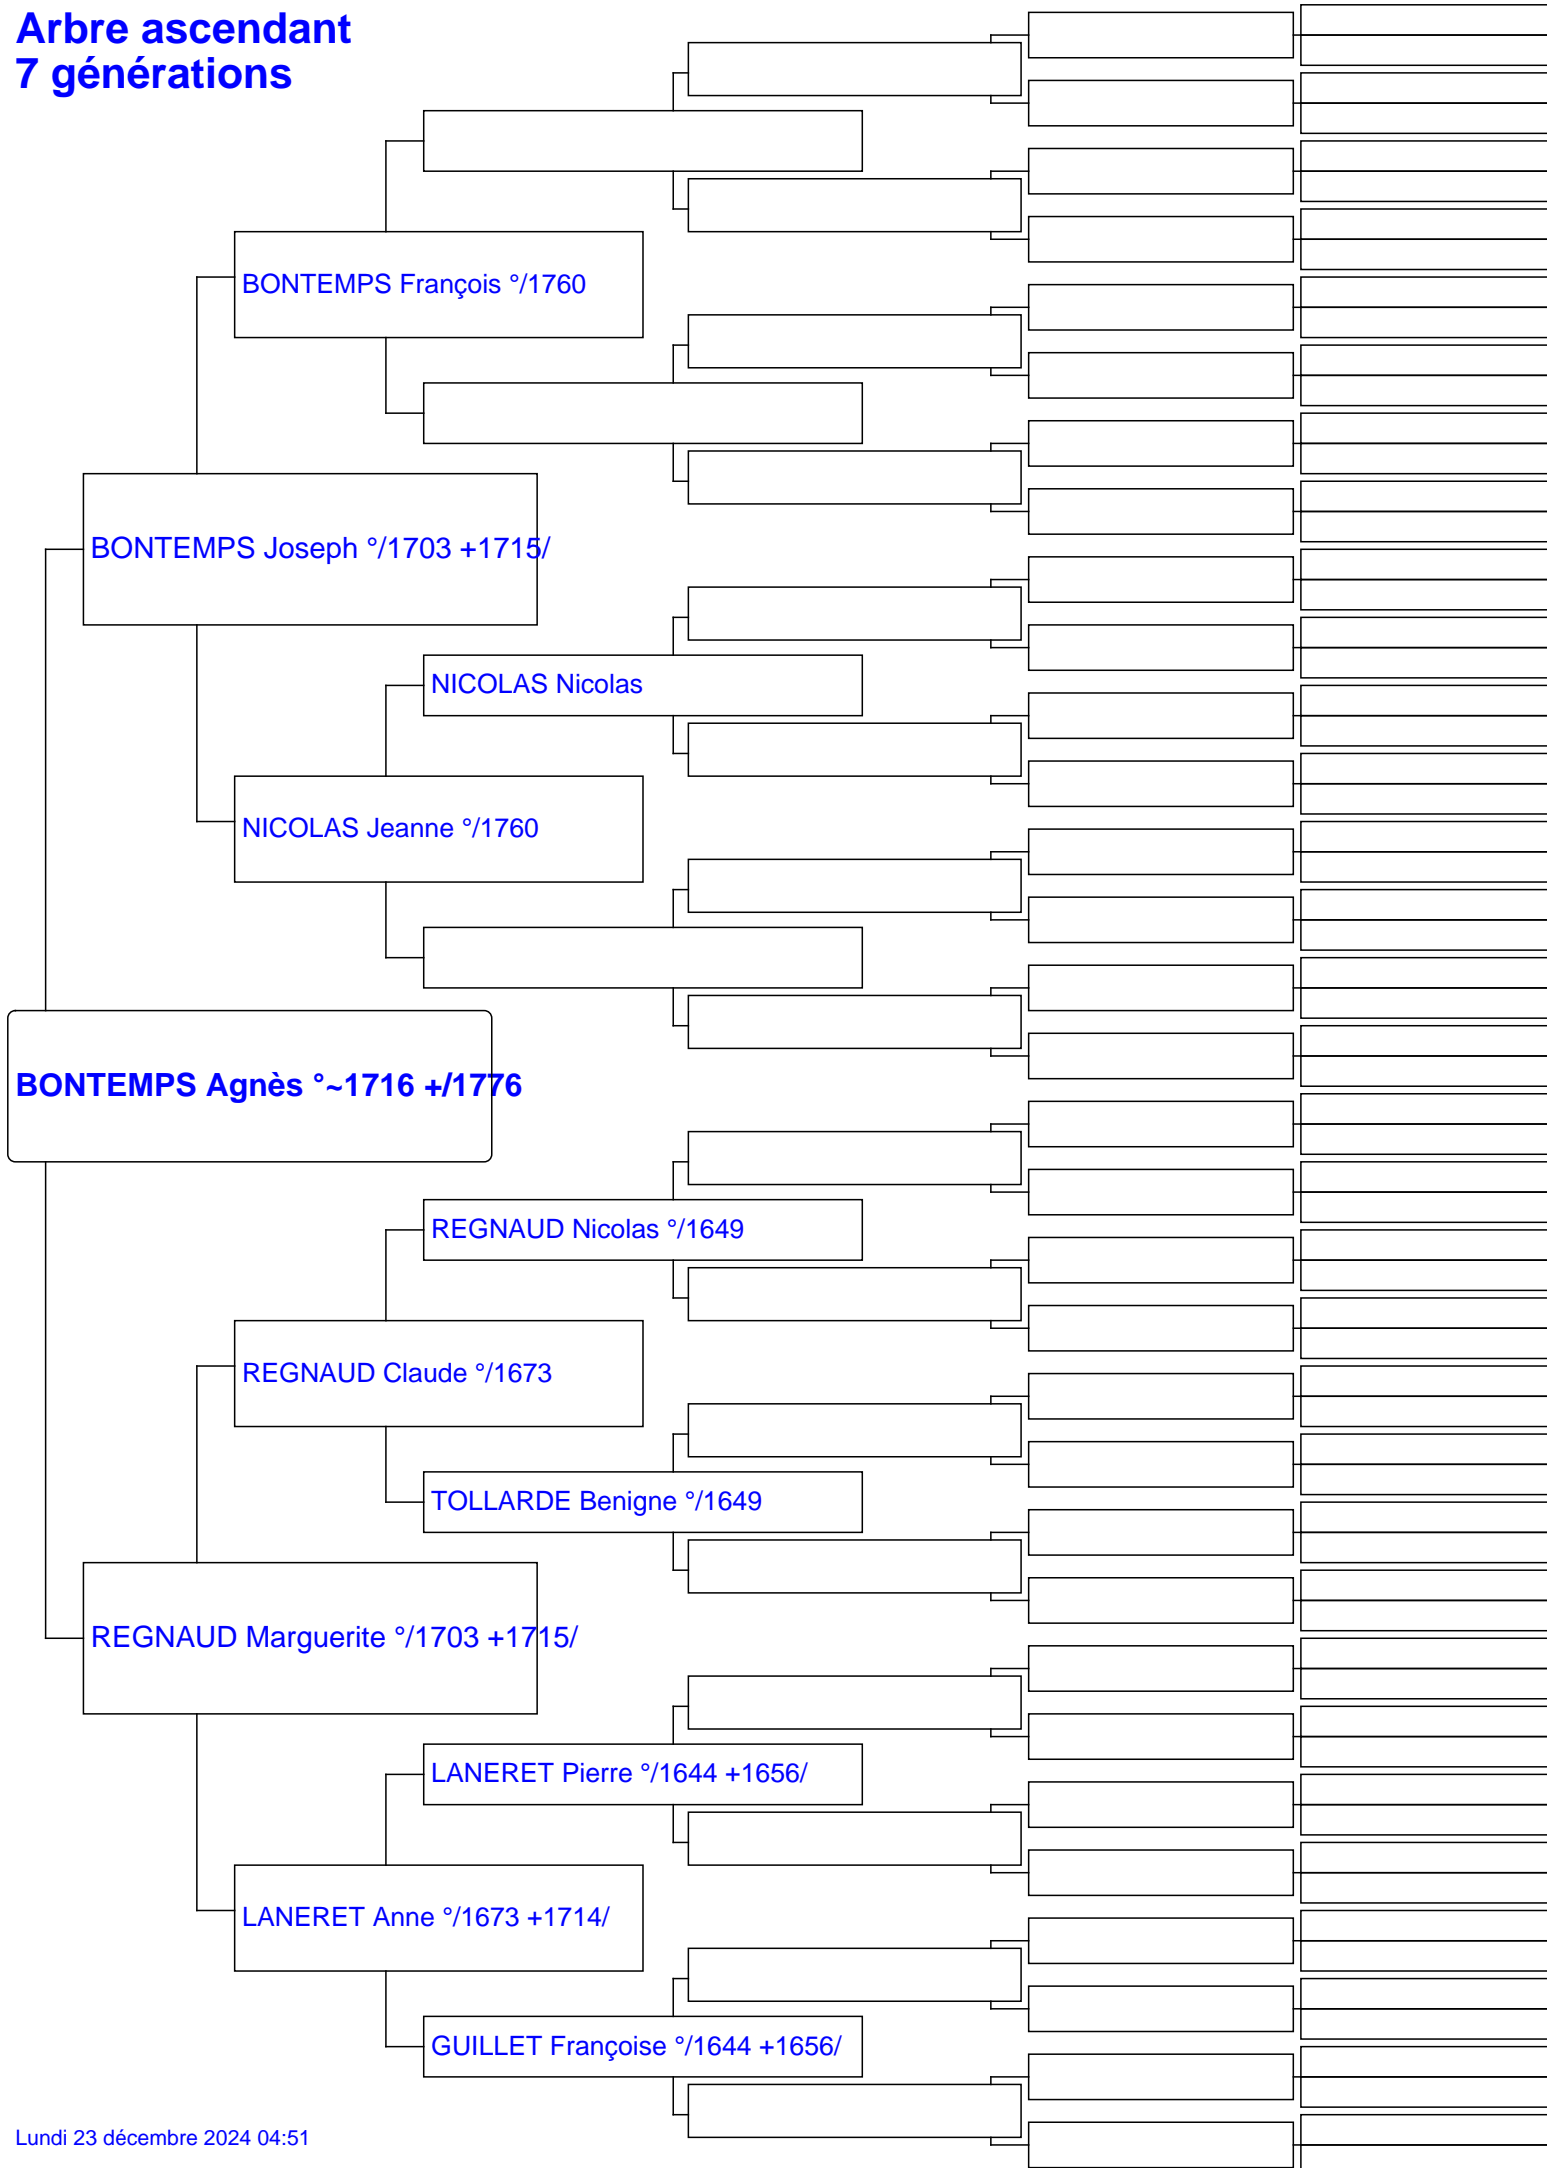 Arbre ascendant
7 générations
BONTEMPS François °/1760
BONTEMPS Joseph °/1703 +1715/
NICOLAS Nicolas
NICOLAS Jeanne °/1760
BONTEMPS Agnès °~1716 +/1776
REGNAUD Nicolas °/1649
REGNAUD Claude °/1673
TOLLARDE Benigne °/1649
REGNAUD Marguerite °/1703 +1715/
LANERET Pierre °/1644 +1656/
LANERET Anne °/1673 +1714/
GUILLET Françoise °/1644 +1656/
Lundi 23 décembre 2024 04:51